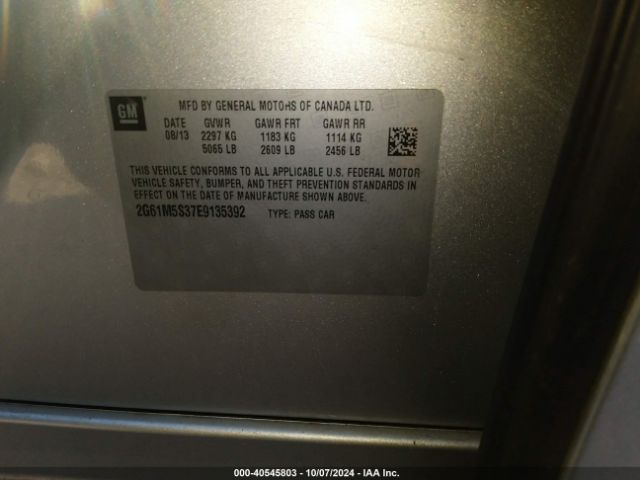 GM
MFD BY GENERAL MOTORS OF CANADA LTD.
DATE GVWR GAWR FRT GAWR RR
08/13 2297 KG 1183 KG 1114 KG
5065 LB 2609 LB 2456 LB
THIS VEHICLE CONFORMS TO ALL APPLICABLE U.S. FEDERAL MOTOR
VEHICLE SAFETY, BUMPER, AND THEFT PREVENTION STANDARDS IN
EFFECT ON THE DATE OF MANUFACTURE SHOWN ABOVE.
2G61M5S37E9135392 TYPE: PASS CAR
000-40545803 - 10/07/2024 - IAA Inc.